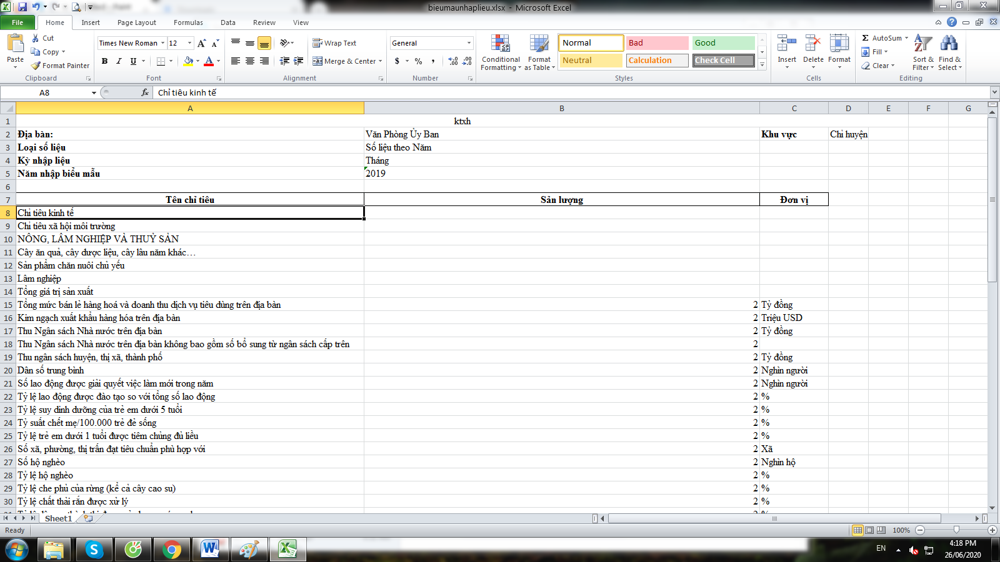 bieumaunhaplieu.xlsx - Microsoft Excel
File Home Insert Page Layout Formulas Data Review View
Paste Cut Copy Format Painter Clipboard
Times New Roman 12 A A B I U A Font
Wrap Text Merge & Center Alignment
General $ % , Number
Conditional Formatting Format as Table Normal Bad Good Neutral Calculation Check Cell Styles
Insert Delete Format Cells
Σ AutoSum Fill Clear Sort & Filter Find & Select Editing
A8 fx Chỉ tiêu kinh tế
A B C D E F G
1 ktxh
2 Địa bàn: Văn Phòng Ủy Ban Khu vực Chỉ huyện
3 Loại số liệu Số liệu theo Năm
4 Kỳ nhập liệu Tháng
5 Năm nhập biểu mẫu 2019
6
7 Tên chỉ tiêu Sản lượng Đơn vị
8 Chỉ tiêu kinh tế
9 Chỉ tiêu xã hội môi trường
10 NÔNG, LÂM NGHIỆP VÀ THUỶ SẢN
11 Cây ăn quả, cây dược liệu, cây lâu năm khác…
12 Sản phẩm chăn nuôi chủ yếu
13 Lâm nghiệp
14 Tổng giá trị sản xuất
15 Tổng mức bán lẻ hàng hoá và doanh thu dịch vụ tiêu dùng trên địa bàn 2 Tỷ đồng
16 Kim ngạch xuất khẩu hàng hóa trên địa bàn 2 Triệu USD
17 Thu Ngân sách Nhà nước trên địa bàn 2 Tỷ đồng
18 Thu Ngân sách Nhà nước trên địa bàn không bao gồm số bổ sung từ ngân sách cấp trên 2
19 Thu ngân sách huyện, thị xã, thành phố 2 Tỷ đồng
20 Dân số trung bình 2 Nghìn người
21 Số lao động được giải quyết việc làm mới trong năm 2 Nghìn người
22 Tỷ lệ lao động được đào tạo so với tổng số lao động 2 %
23 Tỷ lệ suy dinh dưỡng của trẻ em dưới 5 tuổi 2 %
24 Tỷ suất chết mẹ/100.000 trẻ đẻ sống 2 %
25 Tỷ lệ trẻ em dưới 1 tuổi được tiêm chủng đủ liều 2 %
26 Số xã, phường, thị trấn đạt tiêu chuẩn phù hợp với 2 Xã
27 Số hộ nghèo 2 Nghìn hộ
28 Tỷ lệ hộ nghèo 2 %
29 Tỷ lệ che phủ của rừng (kể cả cây cao su) 2 %
30 Tỷ lệ chất thải rắn được xử lý 2 %
Sheet1
Ready 100%
EN 4:18 PM
26/06/2020